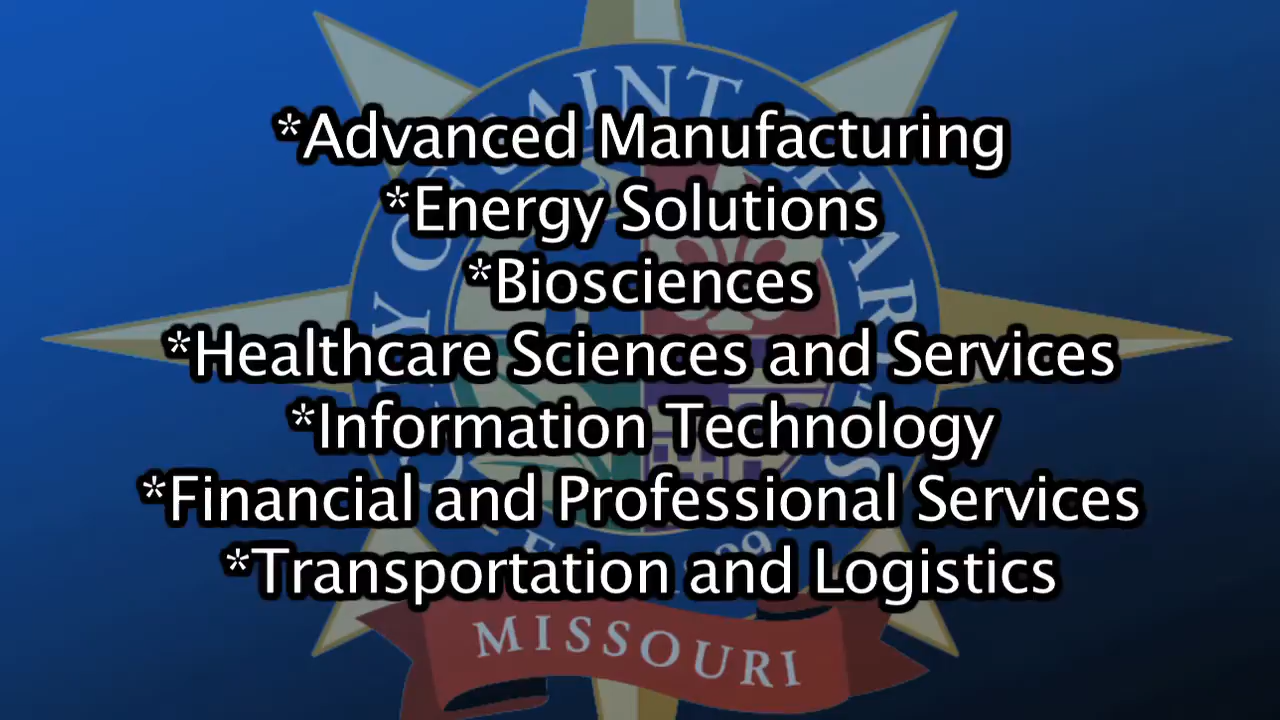 *Advanced Manufacturing
*Energy Solutions
*Biosciences
*Healthcare Sciences and Services
*Information Technology
*Financial and Professional Services
*Transportation and Logistics
MISSOURI